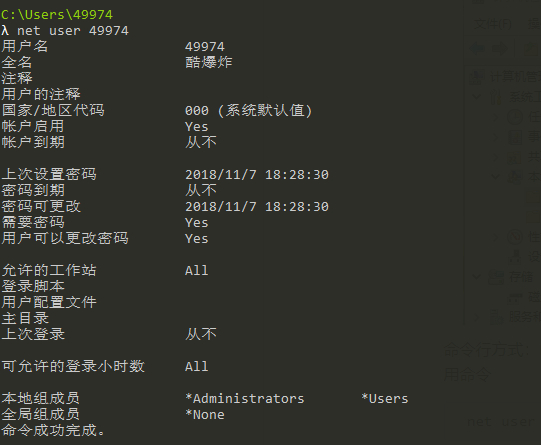 C:\Users\49974
λ net user 49974
用户名 49974
全名 酷爆炸
注释
用户的注释
国家/地区代码 000 (系统默认值)
帐户启用 Yes
帐户到期 从不
上次设置密码 2018/11/7 18:28:30
密码到期 从不
密码可更改 2018/11/7 18:28:30
需要密码 Yes
用户可以更改密码 Yes
允许的工作站 All
登录脚本
用户配置文件
主目录
上次登录 从不
可允许的登录小时数 All
本地组成员 *Administrators *Users
全局组成员 *None
命令成功完成。